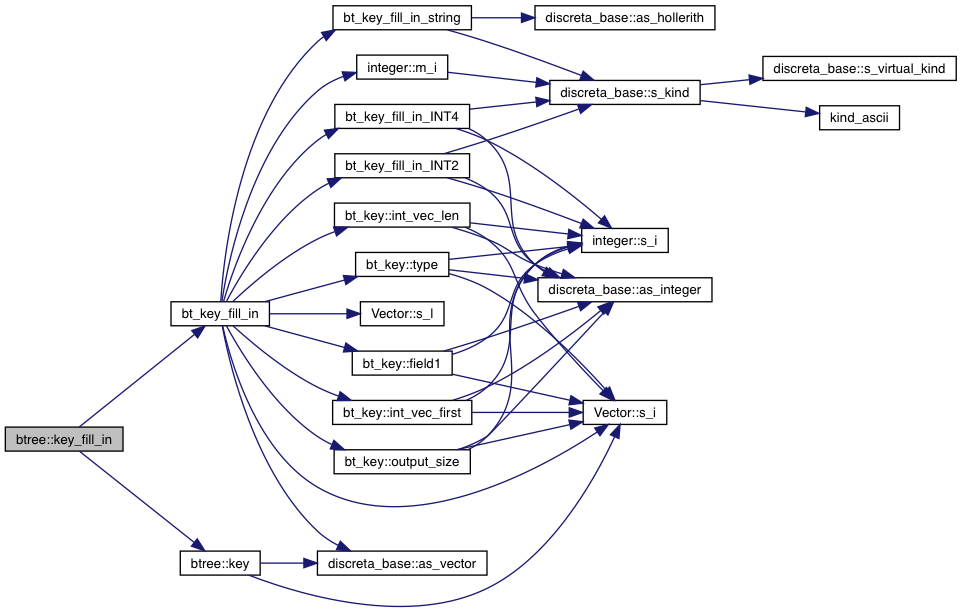 bt_key_fill_in_string
discreta_base::as_hollerith
integer::m_i
discreta_base::s_virtual_kind
discreta_base::s_kind
bt_key_fill_in_INT4
kind_ascii
bt_key_fill_in_INT2
bt_key::int_vec_len
integer::s_i
bt_key::type
discreta_base::as_integer
bt_key_fill_in
Vector::s_l
bt_key::field1
bt_key::int_vec_first
Vector::s_i
btree::key_fill_in
bt_key::output_size
btree::key
discreta_base::as_vector